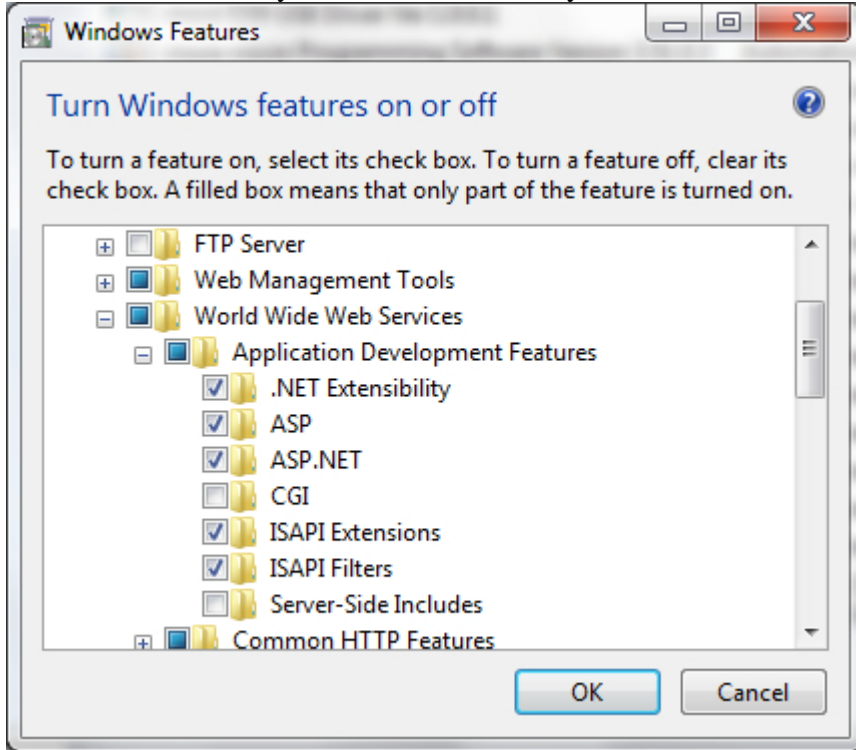 Windows Features
Turn Windows features on or off
To turn a feature on, select its check box. To turn a feature off, clear its
check box. A filled box means that only part of the feature is turned on.
FTP Server
Web Management Tools
World Wide Web Services
Application Development Features
.NET Extensibility
ASP
ASP.NET
CGI
ISAPI Extensions
ISAPI Filters
Server-Side Includes
Common HTTP Features
OK Cancel